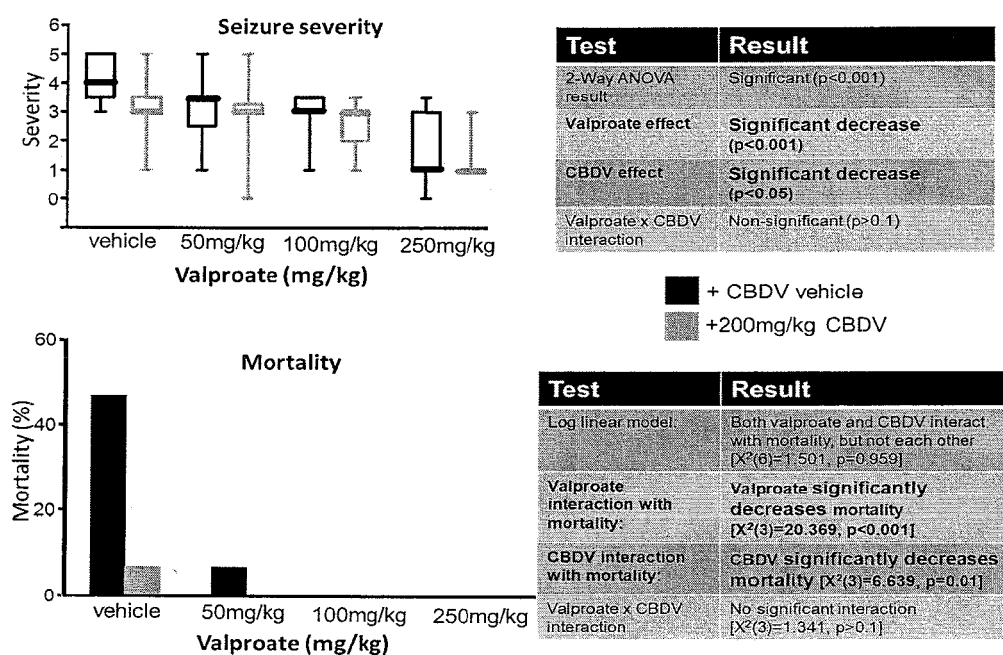 Seizure severity
Severity
6
5
4
3
2
1
0
vehicle 50mg/kg 100mg/kg 250mg/kg
Valproate (mg/kg)
Test Result
2-Way ANOVA Significant (p<0.001)
result
Valproate effect Significant decrease
(p<0.001)
CBDV effect Significant decrease
(p<0.05)
Valproate x CBDV Non-significant (p>0.1)
interaction
+ CBDV vehicle
+200mg/kg CBDV
Mortality
Mortality (%)
60
40
20
0
vehicle 50mg/kg 100mg/kg 250mg/kg
Valproate (mg/kg)
Test Result
Log linear model: Both valproate and CBDV interact
with mortality, but not each other
[X²(6)=1.501, p=0.959]
Valproate Valproate significantly
interaction with decreases mortality
mortality: [X²(3)=20.369, p<0.001]
CBDV interaction CBDV significantly decreases
with mortality: mortality [X²(3)=6.639, p=0.01]
Valproate x CBDV No significant interaction
interaction [X²(3)=1.341, p>0.1]